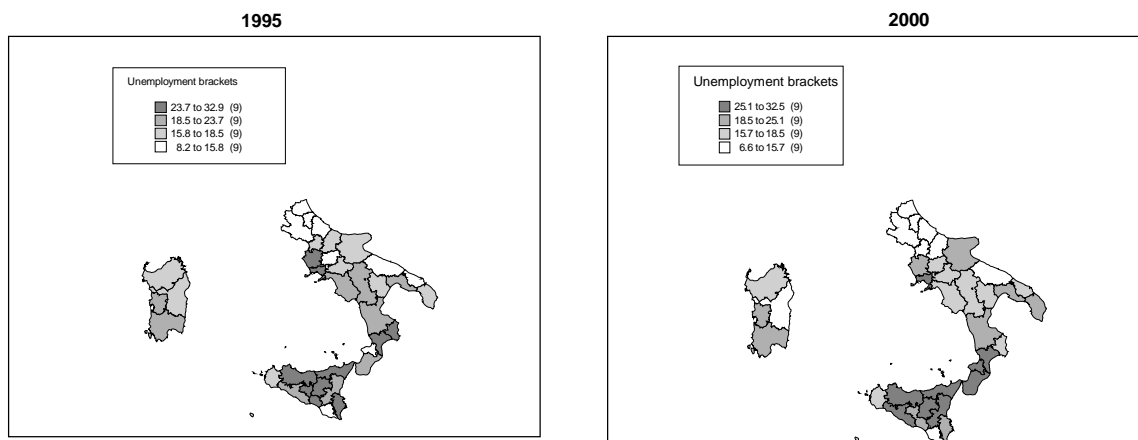 1995
Unemployment brackets
23.7 to 32.9 (9)
18.5 to 23.7 (9)
15.8 to 18.5 (9)
8.2 to 15.8 (9)
2000
Unemployment brackets
25.1 to 32.5 (9)
18.5 to 25.1 (9)
15.7 to 18.5 (9)
6.6 to 15.7 (9)